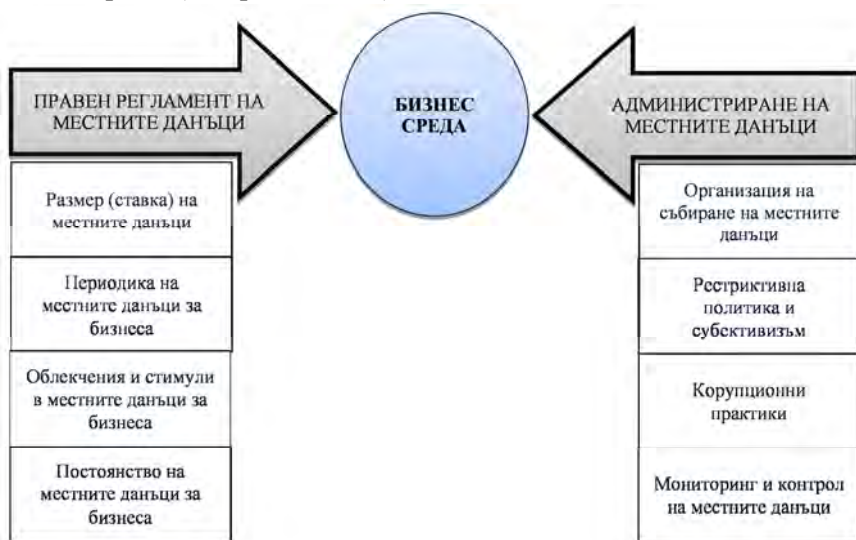 ПРАВЕН РЕГЛАМЕНТ НА
МЕСТНИТЕ ДАНЪЦИ
БИЗНЕС
СРЕДА
АДМИНИСТРИРАНЕ НА
МЕСТНИТЕ ДАНЪЦИ
Размер (ставка) на
местните данъци
Периодика на
местните данъци за
бизнеса
Облекчения и стимули
в местните данъци за
бизнеса
Постоянство на
местните данъци за
бизнеса
Организация на
събиране на местните
данъци
Рестриктивна
политика и
субективизъм
Корупционни
практики
Мониторинг и контрол
на местните данъци